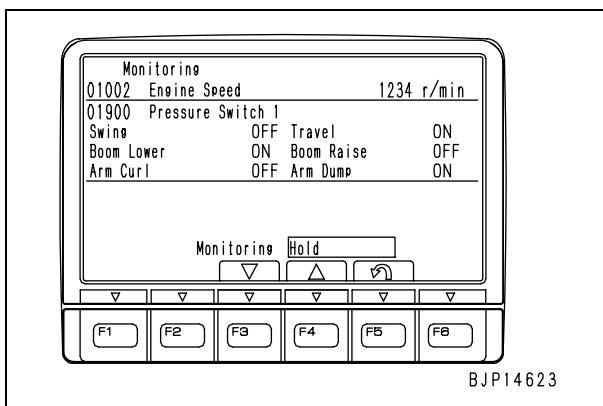 Monitoring
01002 Engine Speed 1234 r/min
01900 Pressure Switch 1
Swing OFF Travel ON
Boom Lower ON Boom Raise OFF
Arm Curl OFF Arm Dump ON
Monitoring Hold
F1 F2 F3 F4 F5 F6
BJP14623